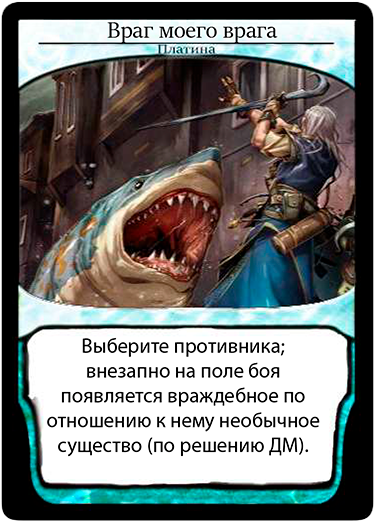 Враг моего врага
Платина
Выберите противника;
внезапно на поле боя
появляется враждебное по
отношению к нему необычное
существо (по решению ДМ).